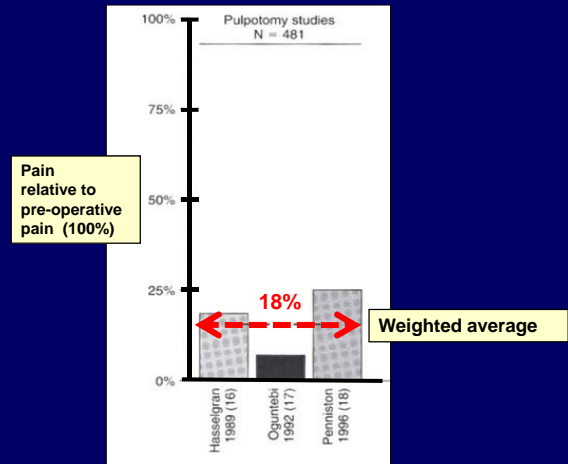 100%
Pulpotomy studies
N = 481
75%
Pain
relative to
pre-operative
pain (100%)
50%
25%
18%
Weighted average
0%
Hasselgran
1989 (16)
Oguntebi
1992 (17)
Penniston
1996 (18)